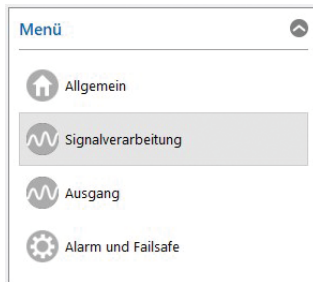 Menü
Allgemein
Signalverarbeitung
Ausgang
Alarm und Failsafe